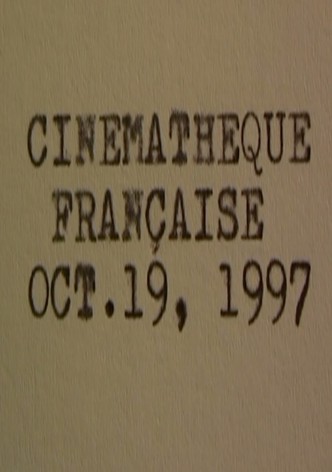 CINEMATHEQUE
FRANÇAISE
OCT.19, 1997